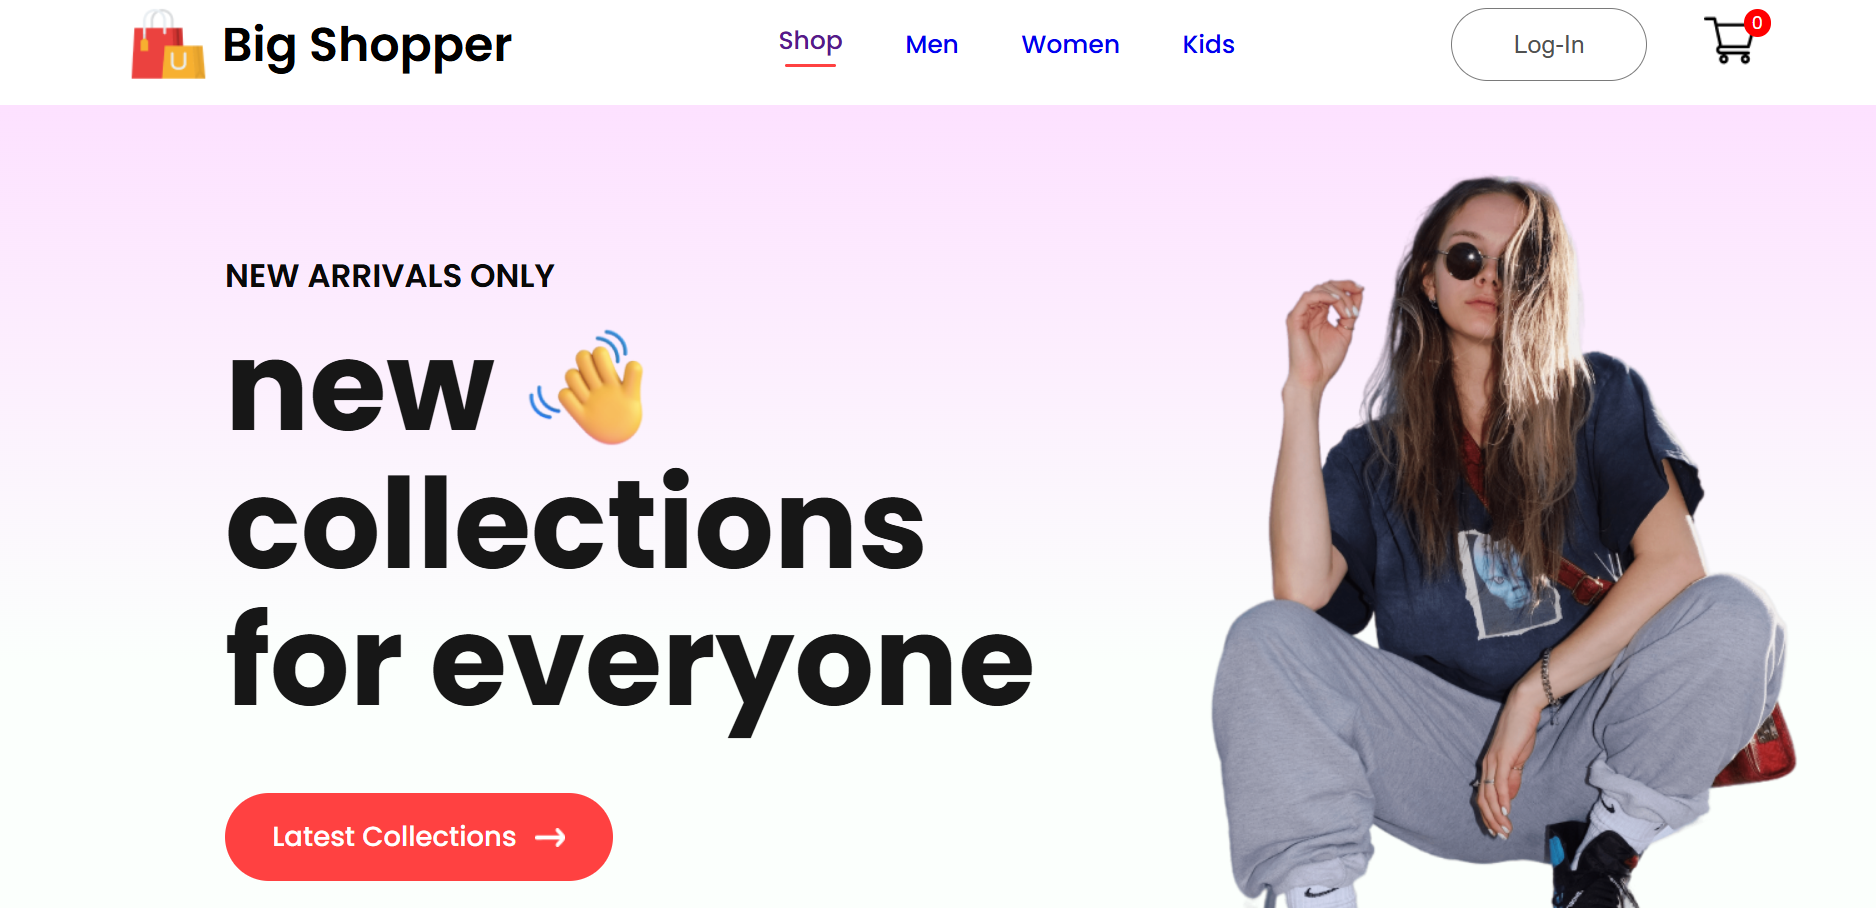 Big Shopper
Shop
Men
Women
Kids
Log-In
0
NEW ARRIVALS ONLY
new 👋
collections
for everyone
Latest Collections →